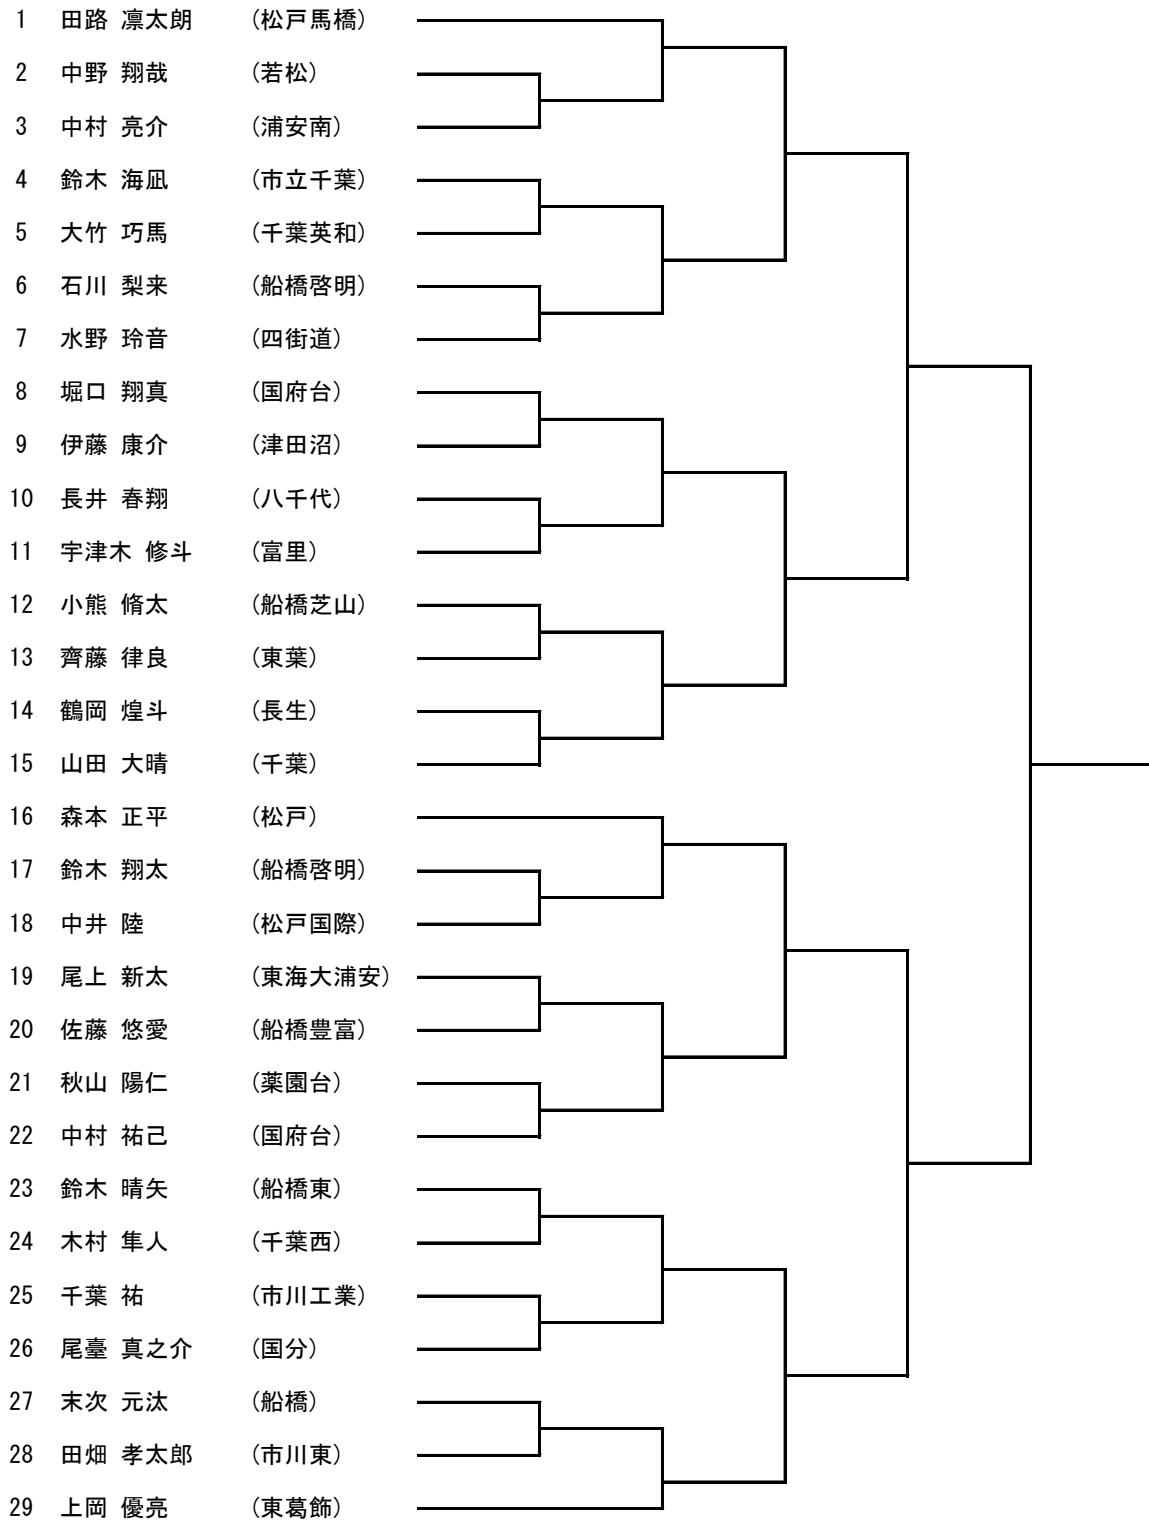 1 田路 凛太朗 (松戸馬橋)
2 中野 翔哉 (若松)
3 中村 亮介 (浦安南)
4 鈴木 海凪 (市立千葉)
5 大竹 巧馬 (千葉英和)
6 石川 梨来 (船橋啓明)
7 水野 玲音 (四街道)
8 堀口 翔真 (国府台)
9 伊藤 康介 (津田沼)
10 長井 春翔 (八千代)
11 宇津木 修斗 (富里)
12 小熊 脩太 (船橋芝山)
13 齊藤 律良 (東葉)
14 鶴岡 煌斗 (長生)
15 山田 大晴 (千葉)
16 森本 正平 (松戸)
17 鈴木 翔太 (船橋啓明)
18 中井 陸 (松戸国際)
19 尾上 新太 (東海大浦安)
20 佐藤 悠愛 (船橋豊富)
21 秋山 陽仁 (薬園台)
22 中村 祐己 (国府台)
23 鈴木 晴矢 (船橋東)
24 木村 隼人 (千葉西)
25 千葉 祐 (市川工業)
26 尾臺 真之介 (国分)
27 末次 元汰 (船橋)
28 田畑 孝太郎 (市川東)
29 上岡 優亮 (東葛飾)